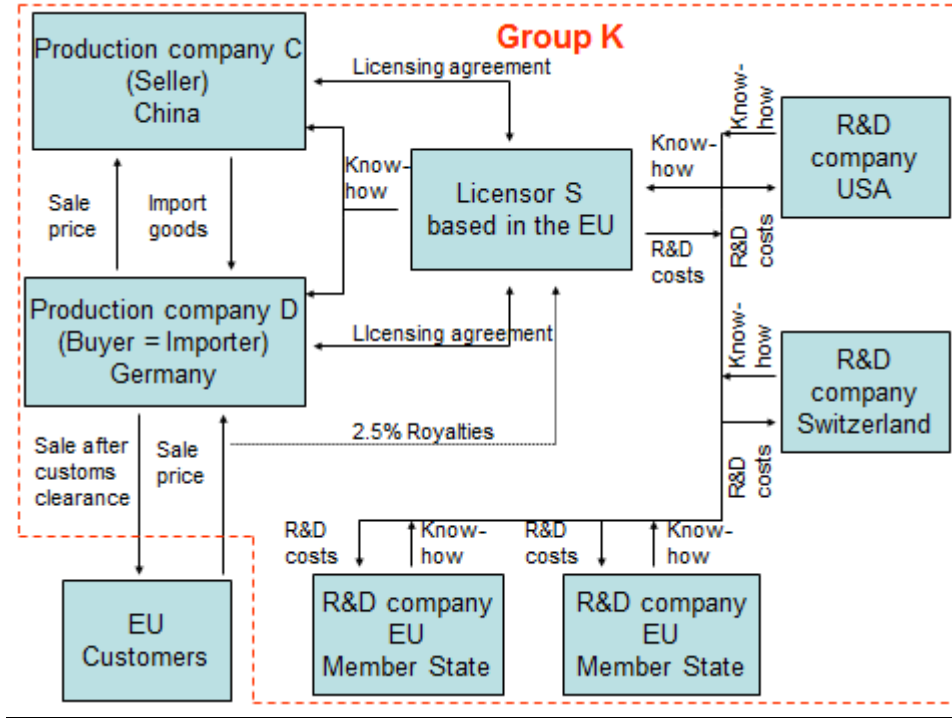 Group K
Production company C
(Seller)
China
Licensing agreement
Know-
how
Licensor S
based in the EU
Know-
how
Know-
how
R&D
company
USA
R&D
costs
R&D
costs
Sale
price
Import
goods
Production company D
(Buyer = Importer)
Germany
LIcensing agreement
Know-
how
R&D
company
Switzerland
R&D
costs
2.5% Royalties
Sale after
customs
clearance
Sale
price
R&D
costs
Know-
how
R&D
costs
Know-
how
EU
Customers
R&D company
EU
Member State
R&D company
EU
Member State